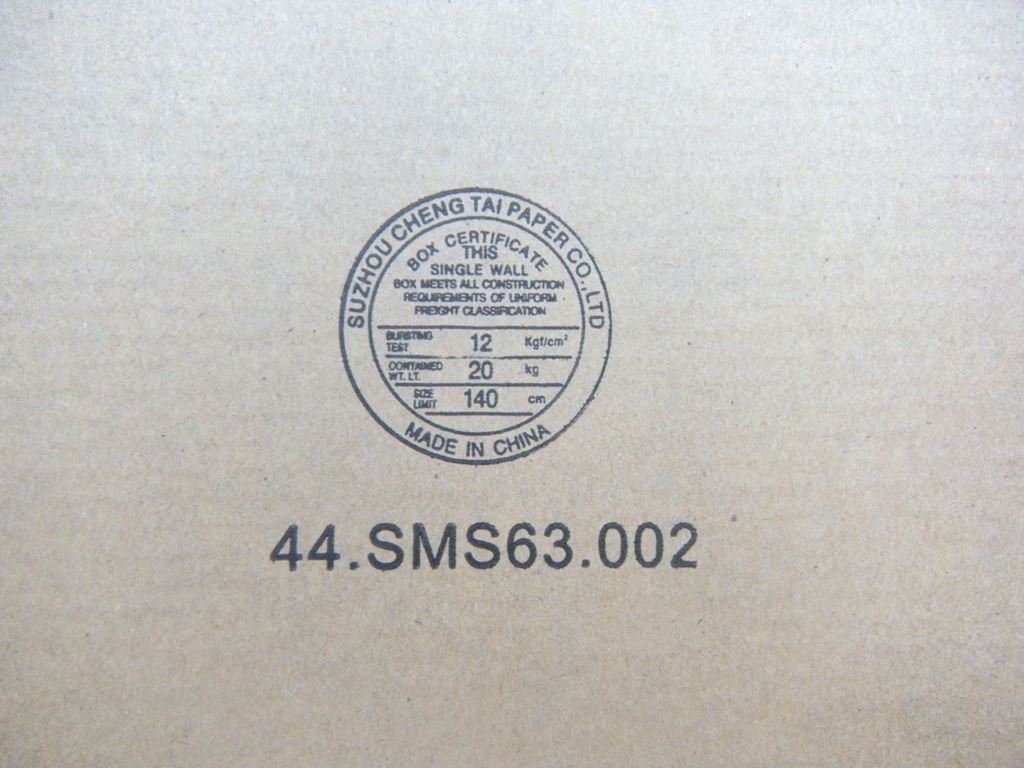 SUZHOU CHENG TAI PAPER CO.,LTD
BOX CERTIFICATE
THIS
SINGLE WALL
BOX MEETS ALL CONSTRUCTION
REQUIREMENTS OF UNIFORM
FREIGHT CLASSIFICATION
BURSTING TEST 12 Kgf/cm²
CONTAINED WT. LT. 20 kg
SIZE LIMIT 140 cm
MADE IN CHINA
44.SMS63.002